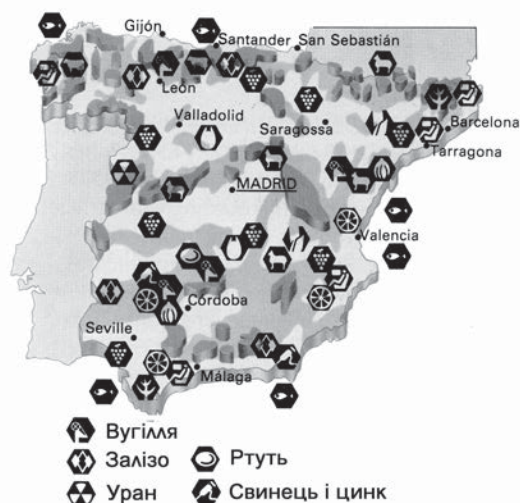 Gijón
Santander
San Sebastián
León
Valladolid
Saragossa
Barcelona
Tarragona
MADRID
Valencia
Córdoba
Seville
Málaga
Вугілля
Залізо
Ртуть
Уран
Свинець і цинк